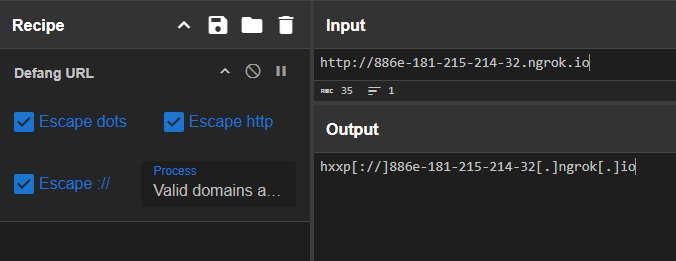 Recipe
Defang URL
Escape dots
Escape http
Escape ://
Process
Valid domains a...
Input
http://886e-181-215-214-32.ngrok.io
ABC 35 1
Output
hxxp[://]886e-181-215-214-32[.]ngrok[.]io